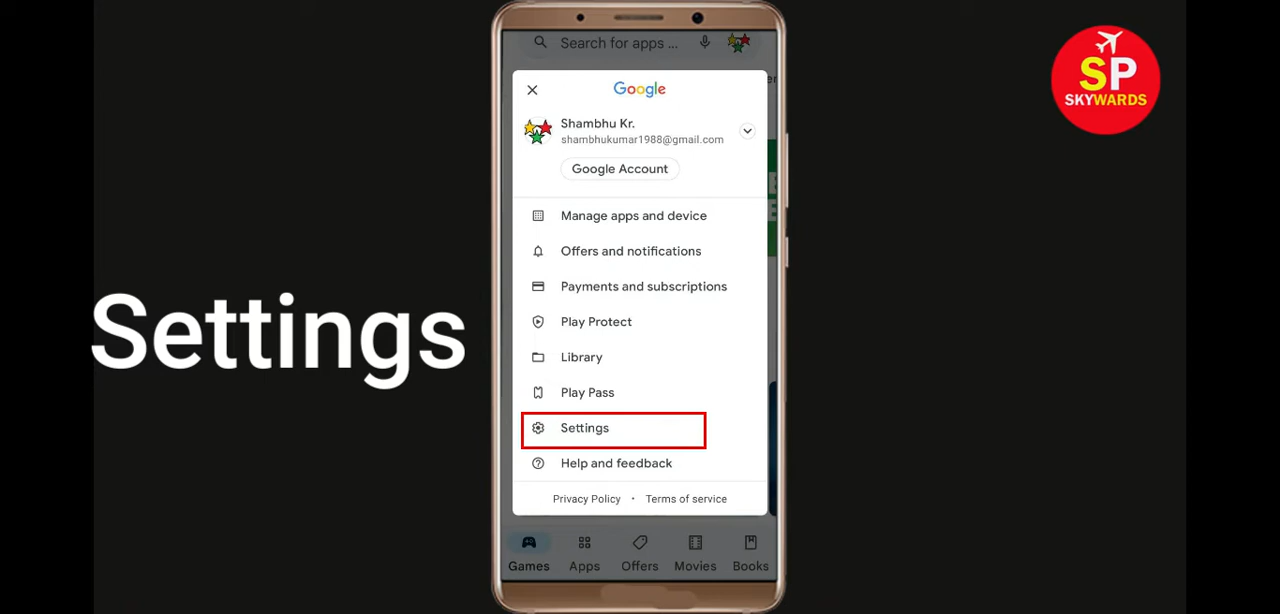 Search for apps ...
SP
SKYWARDS
Google
Shambhu Kr.
shambhukumar1988@gmail.com
Google Account
Manage apps and device
Offers and notifications
Payments and subscriptions
Play Protect
Library
Play Pass
Settings
Settings
Help and feedback
Privacy Policy · Terms of service
Games Apps Offers Movies Books